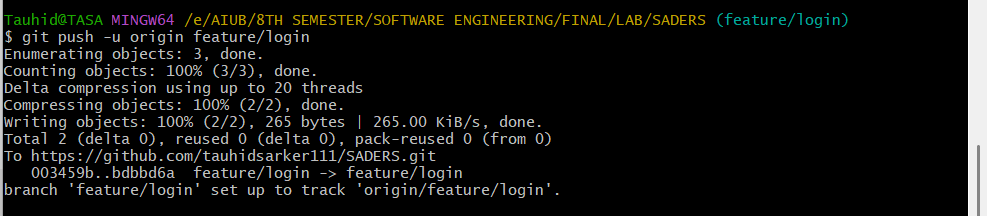 Tauhid@TASA MINGW64 /e/AIUB/8TH SEMESTER/SOFTWARE ENGINEERING/FINAL/LAB/SADERS (feature/login)
$ git push -u origin feature/login
Enumerating objects: 3, done.
Counting objects: 100% (3/3), done.
Delta compression using up to 20 threads
Compressing objects: 100% (2/2), done.
Writing objects: 100% (2/2), 265 bytes | 265.00 KiB/s, done.
Total 2 (delta 0), reused 0 (delta 0), pack-reused 0 (from 0)
To https://github.com/tauhidsarker111/SADERS.git
   003459b..bdbbd6a  feature/login -> feature/login
branch 'feature/login' set up to track 'origin/feature/login'.